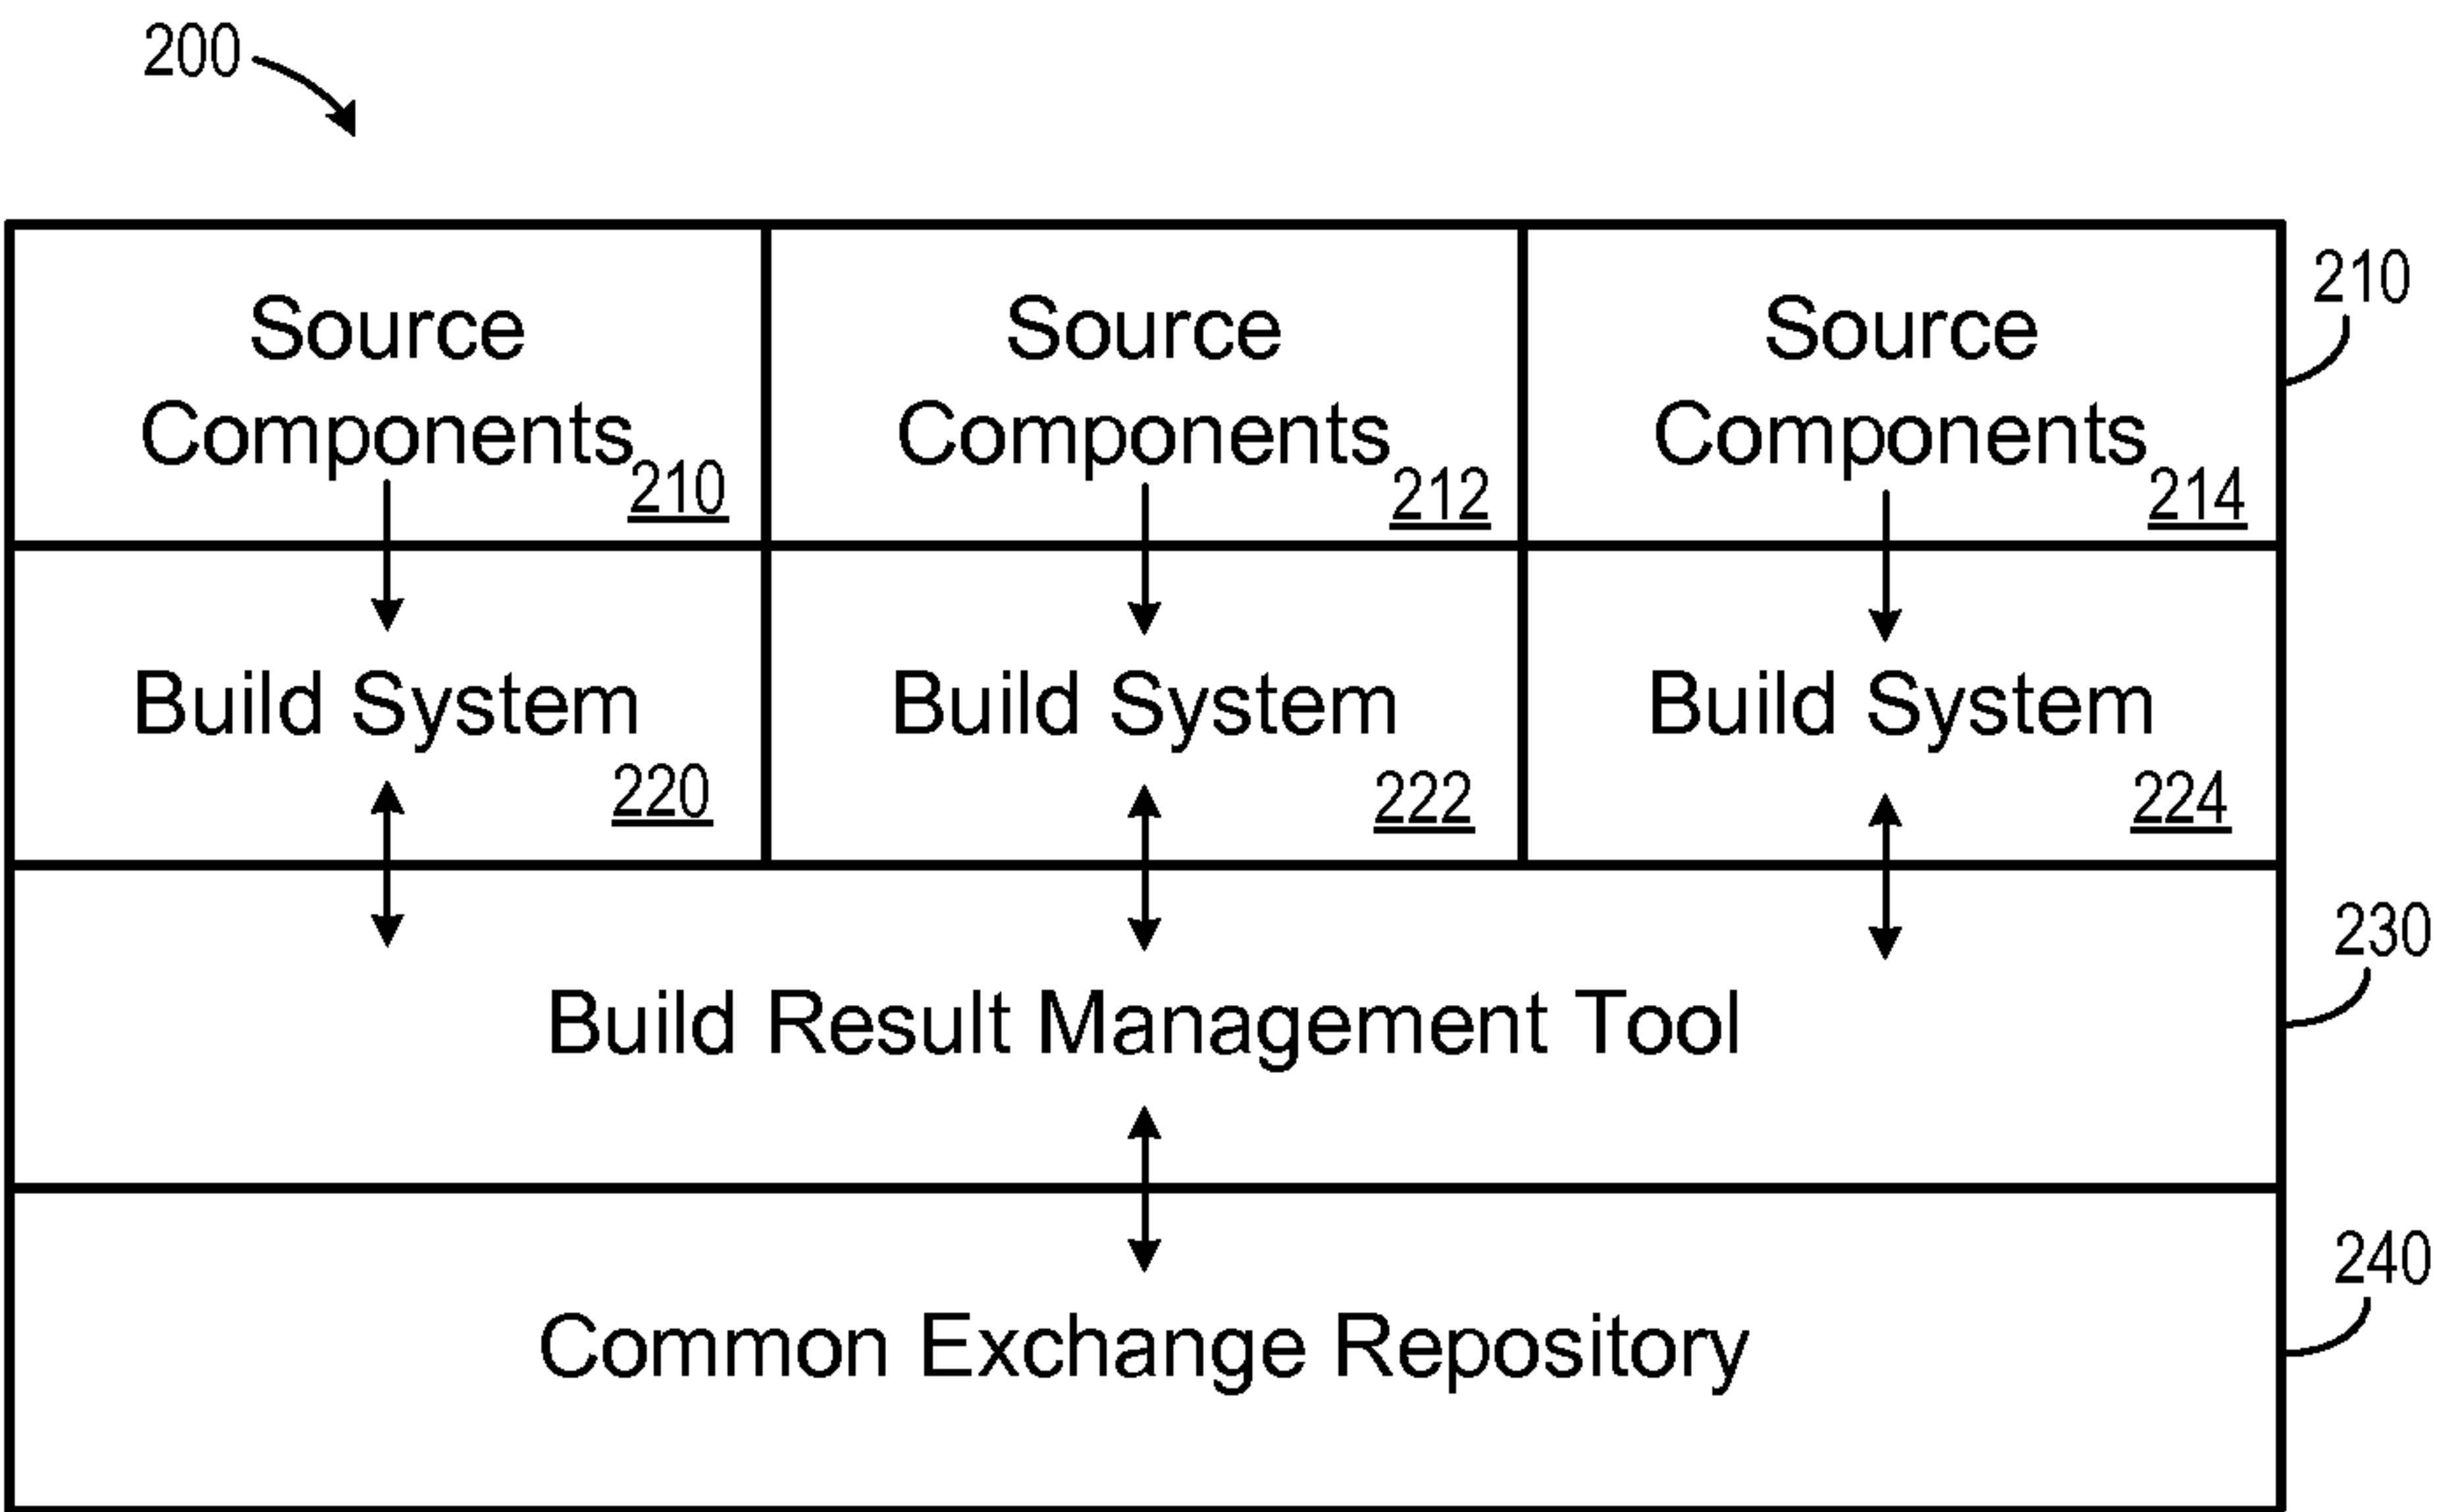 200
210
Source
Components
210
Source
Components
212
Source
Components
214
Build System
220
Build System
222
Build System
224
230
Build Result Management Tool
240
Common Exchange Repository